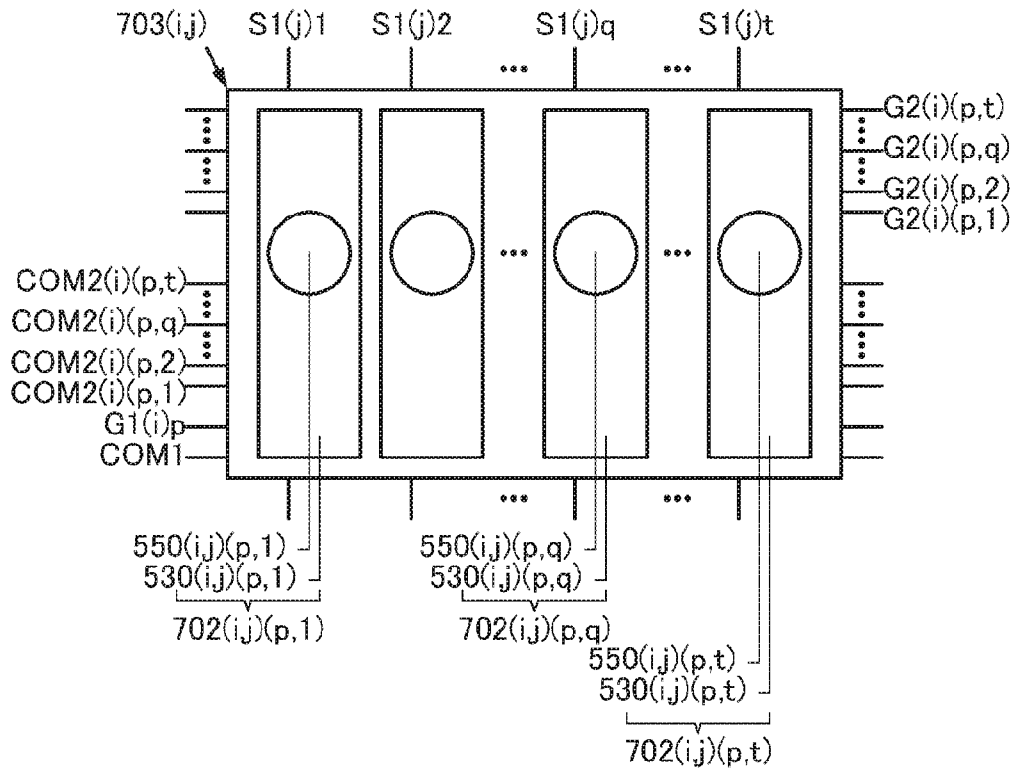 703(i,j) S1(j)1 S1(j)2 S1(j)q S1(j)t
G2(i)(p,t)
G2(i)(p,q)
G2(i)(p,2)
G2(i)(p,1)
COM2(i)(p,t)
COM2(i)(p,q)
COM2(i)(p,2)
COM2(i)(p,1)
G1(i)p
COM1
550(i,j)(p,1) 550(i,j)(p,q)
530(i,j)(p,1) 530(i,j)(p,q)
702(i,j)(p,1) 702(i,j)(p,q)
550(i,j)(p,t)
530(i,j)(p,t)
702(i,j)(p,t)